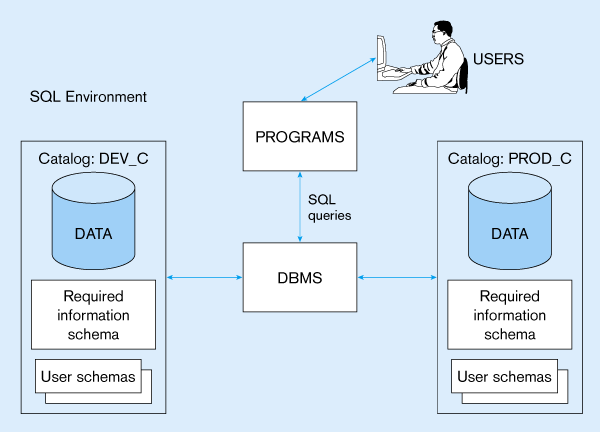 USERS
SQL Environment
PROGRAMS
Catalog: DEV_C
Catalog: PROD_C
SQL
queries
DATA
DATA
DBMS
Required
information
schema
Required
information
schema
User schemas
User schemas